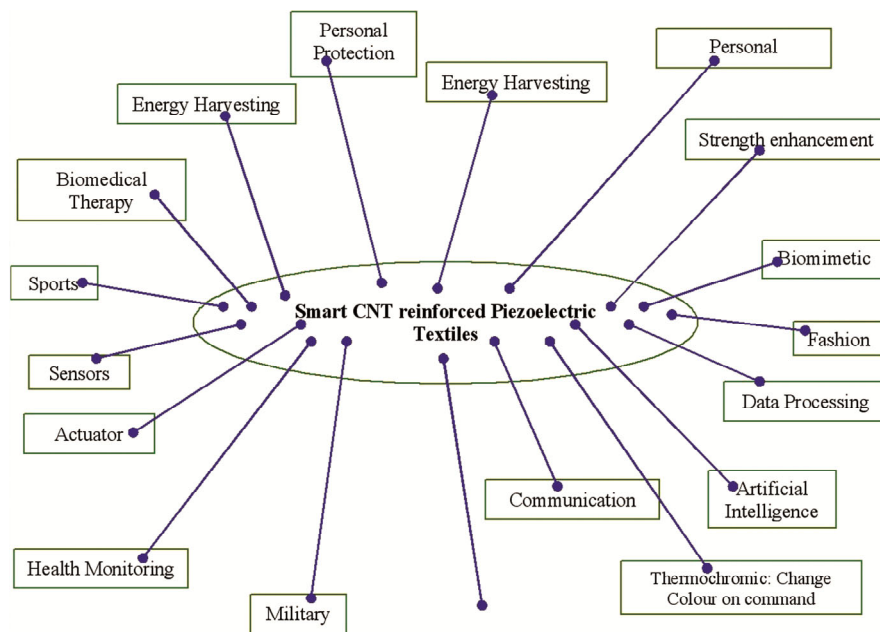 Personal
Protection
Personal
Energy Harvesting
Energy Harvesting
Strength enhancement
Biomedical
Therapy
Biomimetic
Sports
Smart CNT reinforced Piezoelectric
Textiles
Fashion
Sensors
Data Processing
Actuator
Artificial
Intelligence
Communication
Health Monitoring
Thermochromic: Change
Colour on command
Military